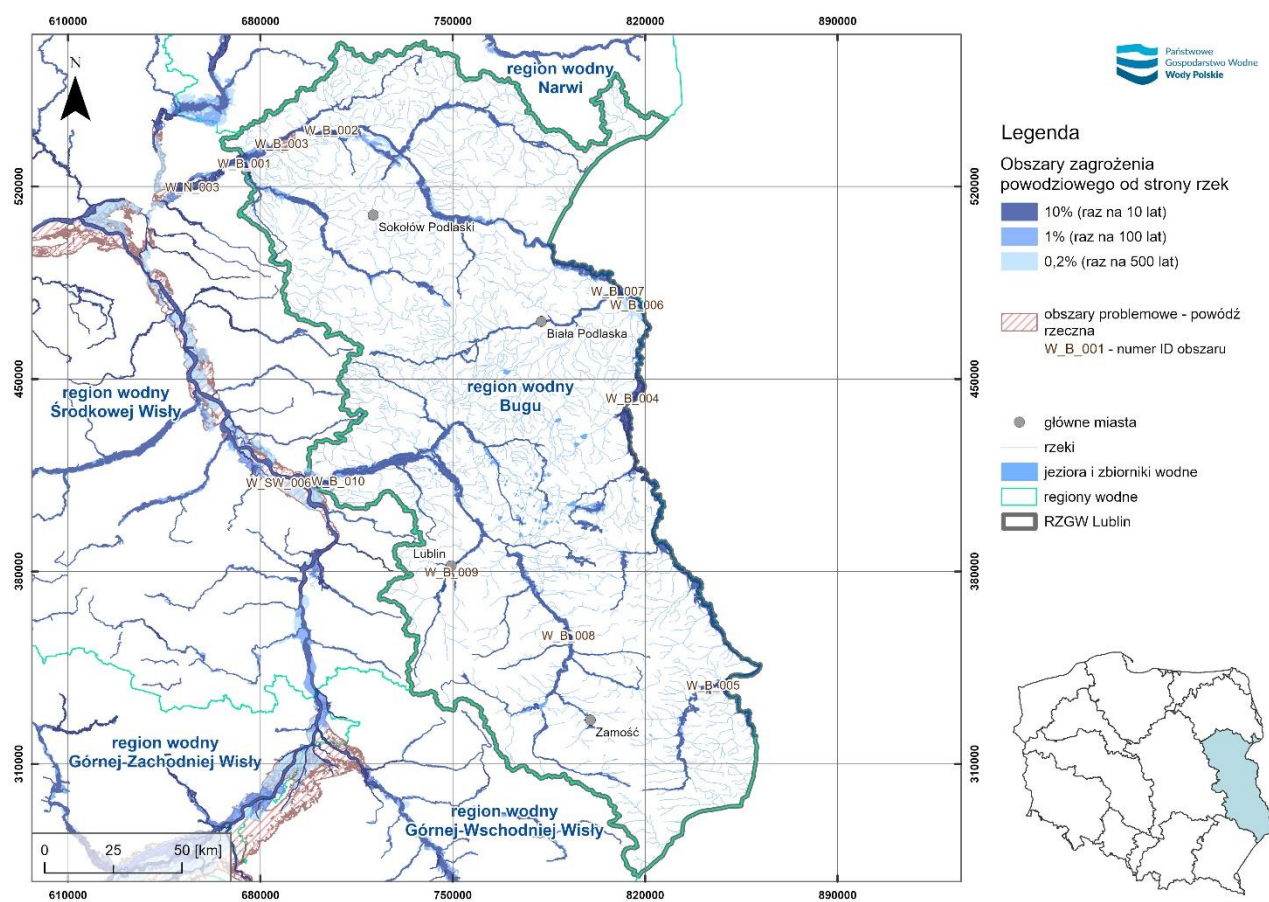 610000 680000 750000 820000 890000
N
region wodny
Narwi
W_B_002
W_B_003
W_B_001
W_N_003
520000 520000
Sokołów Podlaski
W_B_007
W_B_006
Biała Podlaska
450000 450000
region wodny
Środkowej Wisły
region wodny
Bugu
W_B_004
W_SW_006
W_B_010
Lublin
W_B_009
380000 380000
W_B_008
W_B_005
Zamość
region wodny
Górnej-Zachodniej Wisły
310000 310000
region wodny
Górnej-Wschodniej Wisły
0 25 50 [km]
610000 680000 750000 820000 890000
Państwowe
Gospodarstwo Wodne
Wody Polskie
Legenda
Obszary zagrożenia
powodziowego od strony rzek
10% (raz na 10 lat)
1% (raz na 100 lat)
0,2% (raz na 500 lat)
obszary problemowe - powódź
rzeczna
W_B_001 - numer ID obszaru
główne miasta
rzeki
jeziora i zbiorniki wodne
regiony wodne
RZGW Lublin